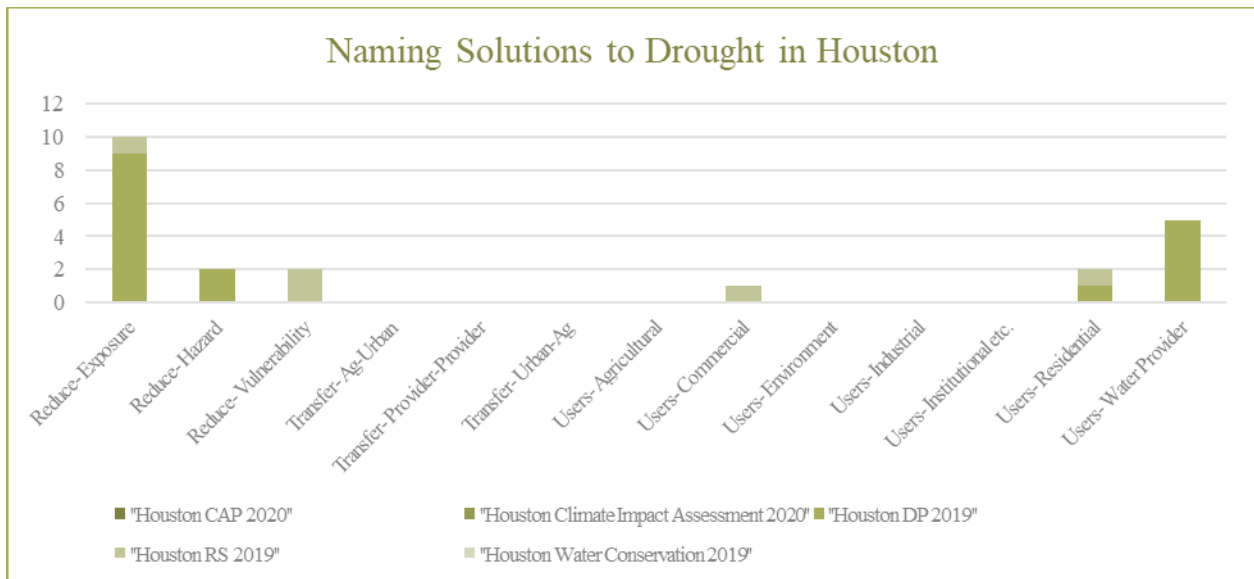 Naming Solutions to Drought in Houston
12
10
8
6
4
2
0
Reduce- Exposure
Reduce- Hazard
Reduce- Vulnerability
Transfer- Ag-Urban
Transfer- Provider-Provider
Transfer- Urban-Ag
Users- Agricultural
Users- Commercial
Users- Environment
Users- Industrial
Users- Institutional etc.
Users- Residential
Users- Water Provider
"Houston CAP 2020" "Houston Climate Impact Assessment 2020" "Houston DP 2019"
"Houston RS 2019" "Houston Water Conservation 2019"